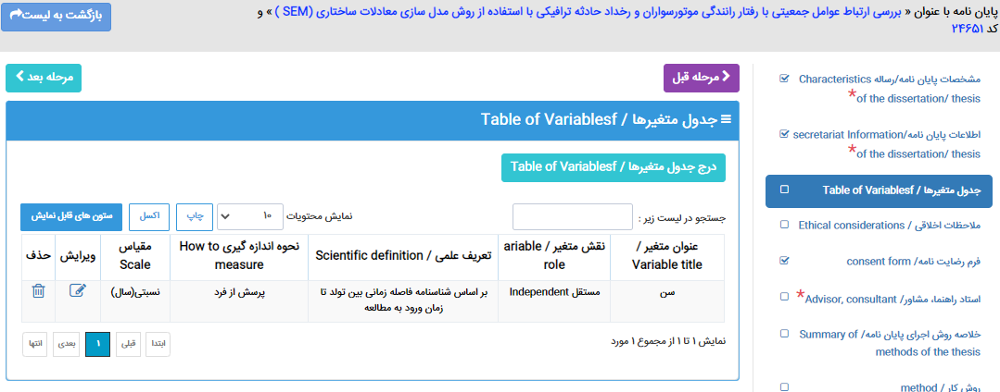 پایان نامه با عنوان « بررسی ارتباط عوامل جمعیتی با رفتار رانندگی موتورسواران و رخداد حادثه ترافیکی با استفاده از روش مدل سازی معادلات ساختاری (SEM ) » و
کد ۲۴۶۵۱
بازگشت به لیست
مرحله قبل
مرحله بعد
جدول متغیرها / Table of Variablesf
درج جدول متغیرها / Table of Variablesf
جستجو در لیست زیر :
نمایش محتویات ۱۰
چاپ
اکسل
ستون های قابل نمایش
عنوان متغیر / Variable title
نقش متغیر / ariable role
تعریف علمی / Scientific definition
نحوه اندازه گیری / How to measure
مقیاس Scale
ویرایش
حذف
سن
مستقل Independent
بر اساس شناسنامه فاصله زمانی بین تولد تا
زمان ورود به مطالعه
پرسش از فرد
نسبتی(سال)
نمایش ۱ تا ۱ از مجموع ۱ مورد
ابتدا
قبلی
۱
بعدی
انتها
مشخصات پایان نامه/رساله Characteristics
of the dissertation/ thesis*
اطلاعات پایان نامه/secretariat Information
of the dissertation/ thesis*
جدول متغیرها / Table of Variablesf
ملاحظات اخلاقی / Ethical considerations
فرم رضایت نامه/ consent form
استاد راهنما، مشاور/ Advisor, consultant*
خلاصه روش اجرای پایان نامه/ Summary of
methods of the thesis
روش کار / method